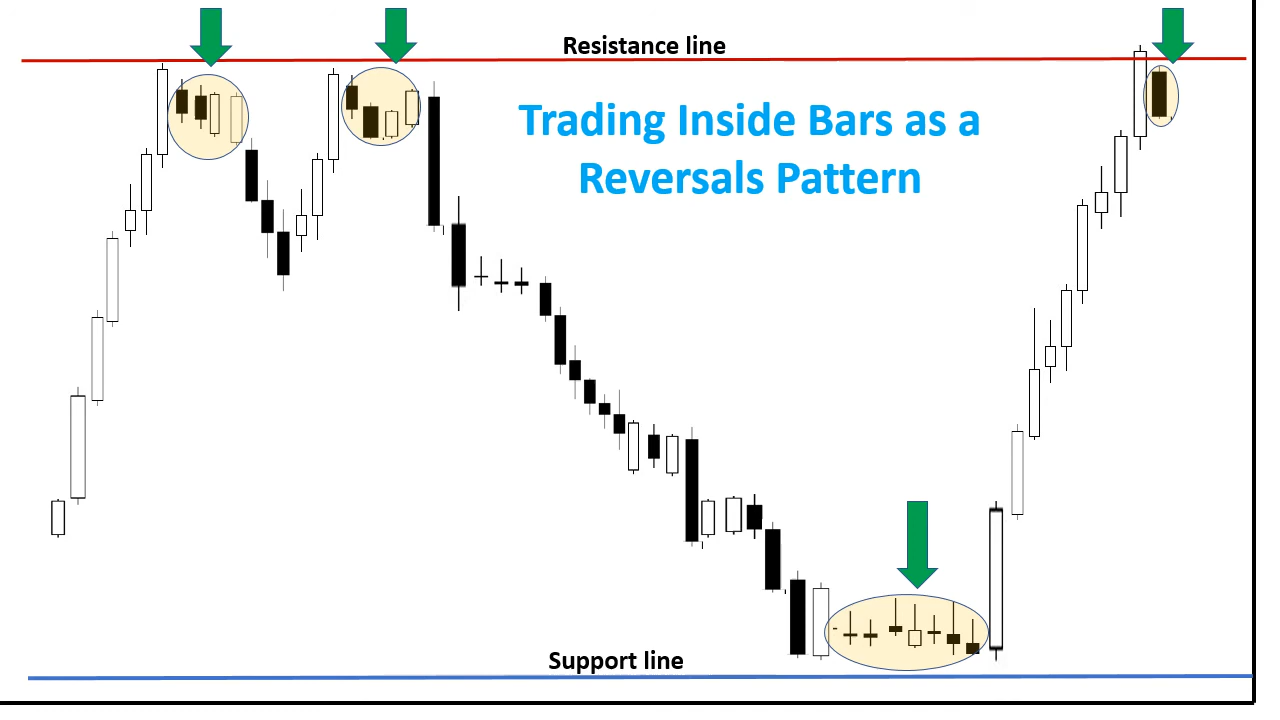 Resistance line
Trading Inside Bars as a
Reversals Pattern
Support line